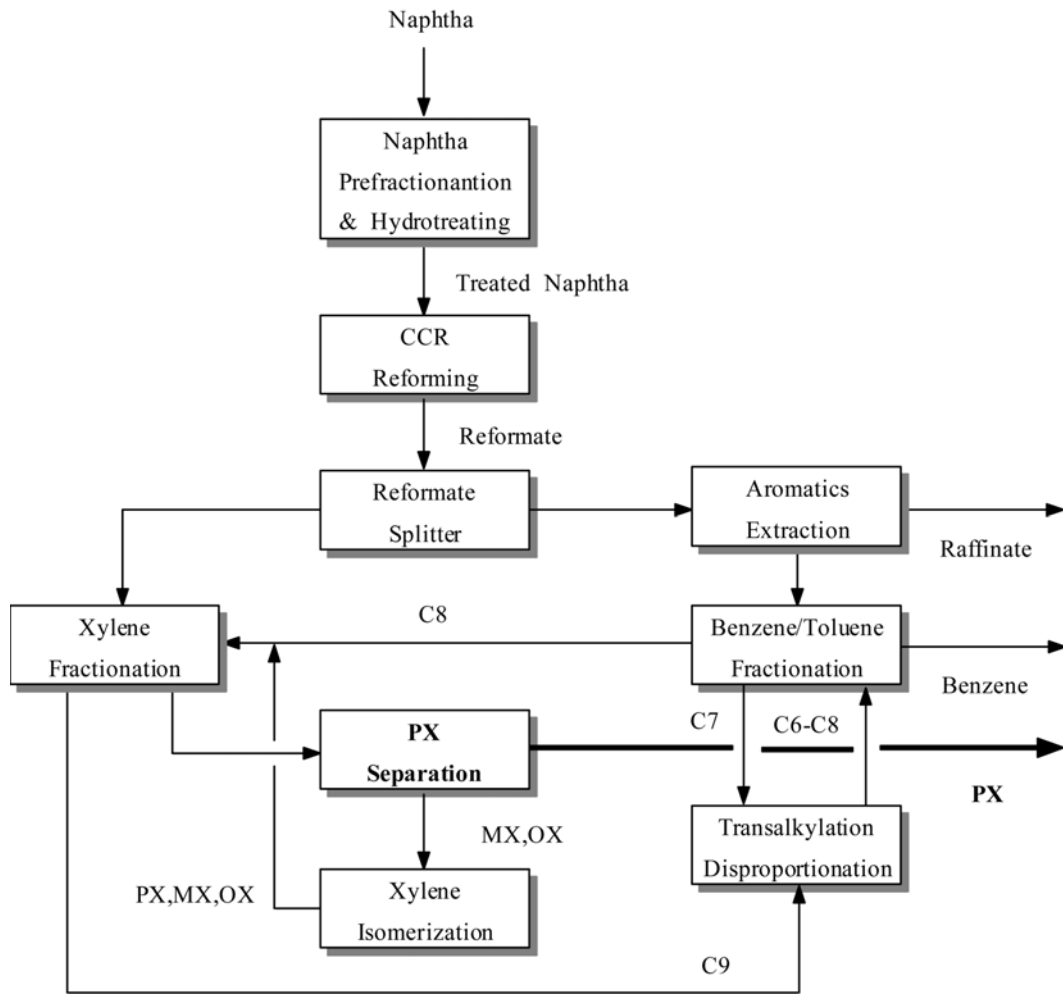 Naphtha
Naphtha
Prefractionantion
& Hydrotreating
Treated Naphtha
CCR
Reforming
Reformate
Reformate
Splitter
Aromatics
Extraction
Raffinate
Xylene
Fractionation
C8
Benzene/Toluene
Fractionation
Benzene
C7
C6-C8
PX
Separation
PX
MX,OX
Transalkylation
Disproportionation
PX,MX,OX
Xylene
Isomerization
C9